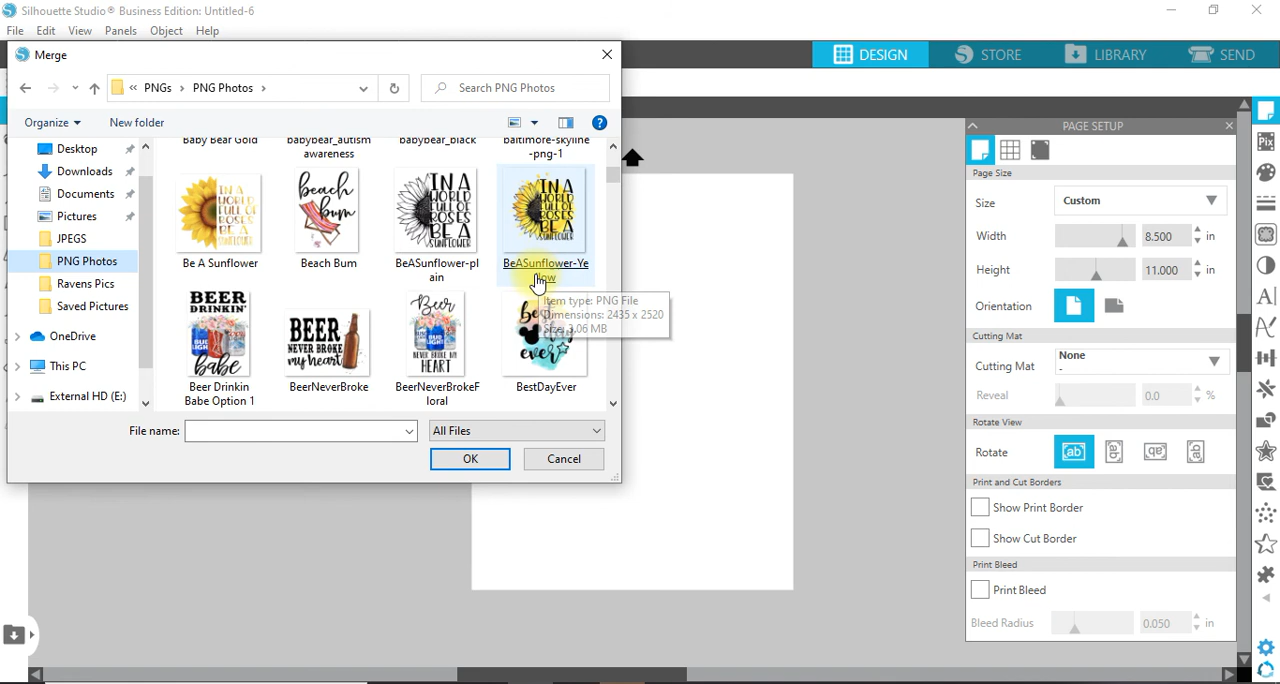 Silhouette Studio® Business Edition: Untitled-6
File Edit View Panels Object Help
Merge
DESIGN
STORE
LIBRARY
SEND
« PNGs › PNG Photos ›
Search PNG Photos
Organize
New folder
Desktop
Downloads
Documents
Pictures
JPEGS
PNG Photos
Ravens Pics
Saved Pictures
OneDrive
This PC
External HD (E:)
Baby Bear Gold
babybear_autism
awareness
babybear_black
baltimore-skyline
-png-1
IN A
WORLD
FULL OF
ROSES
BE A
SUNFLOWER
Be A Sunflower
beach
bum
Beach Bum
IN A
WORLD
FULL OF
ROSES
BE A
SUNFLOWER
BeASunflower-pl
ain
IN A
WORLD
FULL OF
ROSES
BE A
SUNFLOWER
BeASunflower-Ye
Item type: PNG File
Dimensions: 2435 x 2520
Size: 3.06 MB
BEER
DRINKIN'
babe
Beer Drinkin
Babe Option 1
BEER
NEVER BROKE
my heart
BeerNeverBroke
Beer
NEVER BROKE MY
HEART
BeerNeverBrokeF
loral
ever
BestDayEver
File name:
All Files
OK
Cancel
PAGE SETUP
Page Size
Size
Custom
Width
8.500
in
Height
11.000
in
Orientation
Cutting Mat
Cutting Mat
None
-
Reveal
0.0
%
Rotate View
Rotate
Print and Cut Borders
Show Print Border
Show Cut Border
Print Bleed
Print Bleed
Bleed Radius
0.050
in
Pix